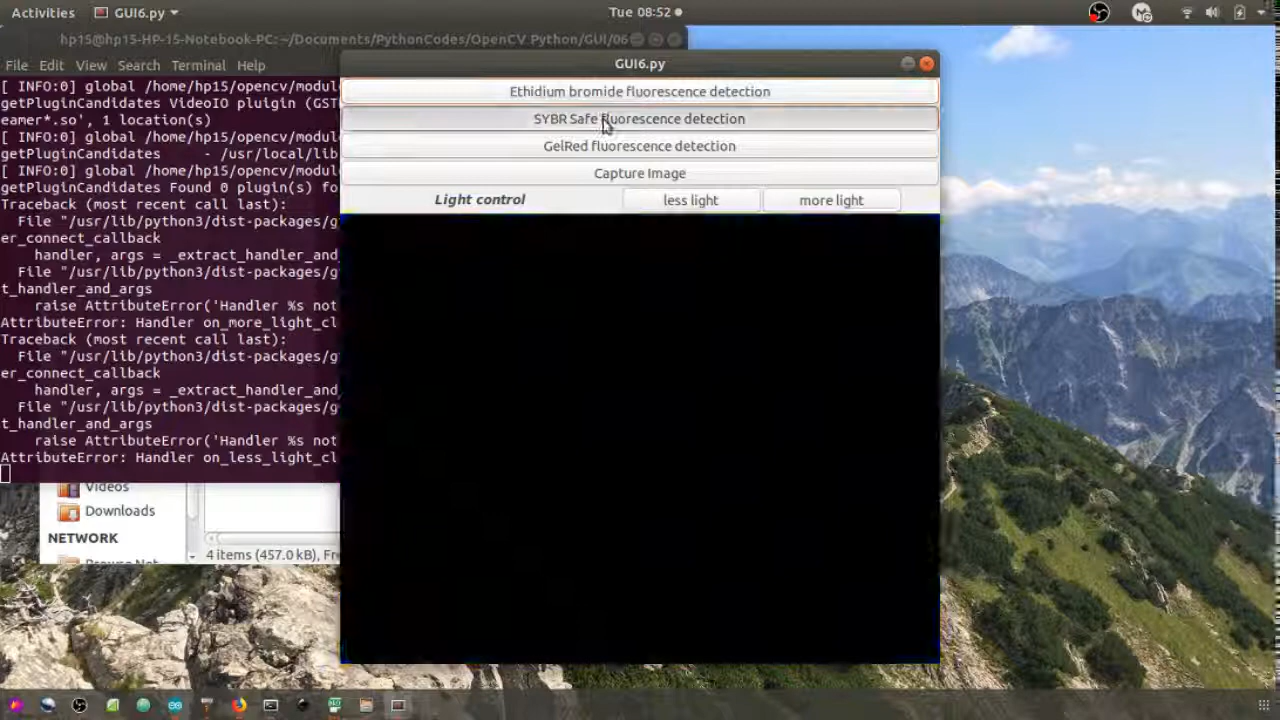 Activities
GUI6.py
Tue 08:52
hp15@hp15-HP-15-Notebook-PC: ~/Documents/PythonCodes/OpenCV_Python/GUI/06
File Edit View Search Terminal Help
[ INFO:0] global /home/hp15/opencv/modul
getPluginCandidates VideoIO pluigin (GST
eamer*.so', 1 location(s)
[ INFO:0] global /home/hp15/opencv/modul
getPluginCandidates     - /usr/local/lib
[ INFO:0] global /home/hp15/opencv/modul
getPluginCandidates Found 0 plugin(s) fo
Traceback (most recent call last):
  File "/usr/lib/python3/dist-packages/g
er_connect_callback
    handler, args = _extract_handler_and_
  File "/usr/lib/python3/dist-packages/g
t_handler_and_args
    raise AttributeError('Handler %s not
AttributeError: Handler on_more_light_cl
Traceback (most recent call last):
  File "/usr/lib/python3/dist-packages/g
er_connect_callback
    handler, args = _extract_handler_and_
  File "/usr/lib/python3/dist-packages/g
t_handler_and_args
    raise AttributeError('Handler %s not
AttributeError: Handler on_less_light_cl
Videos
Downloads
NETWORK
4 items (457.0 kB), Fre
GUI6.py
Ethidium bromide fluorescence detection
SYBR Safe fluorescence detection
GelRed fluorescence detection
Capture Image
Light control
less light
more light